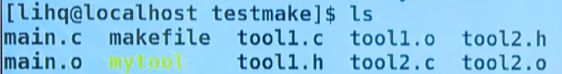 [lihq@localhost testmake]$ ls
main.c makefile tool1.c tool1.o tool2.h
main.o mytool tool1.h tool2.c tool2.o